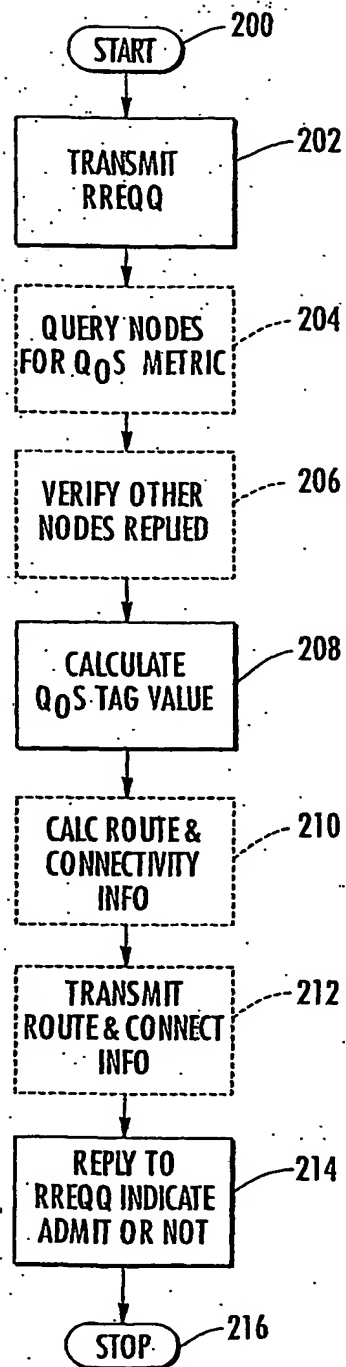 START
200
TRANSMIT
RREQQ
202
QUERY NODES
FOR QOS METRIC
204
VERIFY OTHER
NODES REPLIED
206
CALCULATE
QOS TAG VALUE
208
CALC ROUTE &
CONNECTIVITY
INFO
210
TRANSMIT
ROUTE & CONNECT
INFO
212
REPLY TO
RREQQ INDICATE
ADMIT OR NOT
214
STOP
216